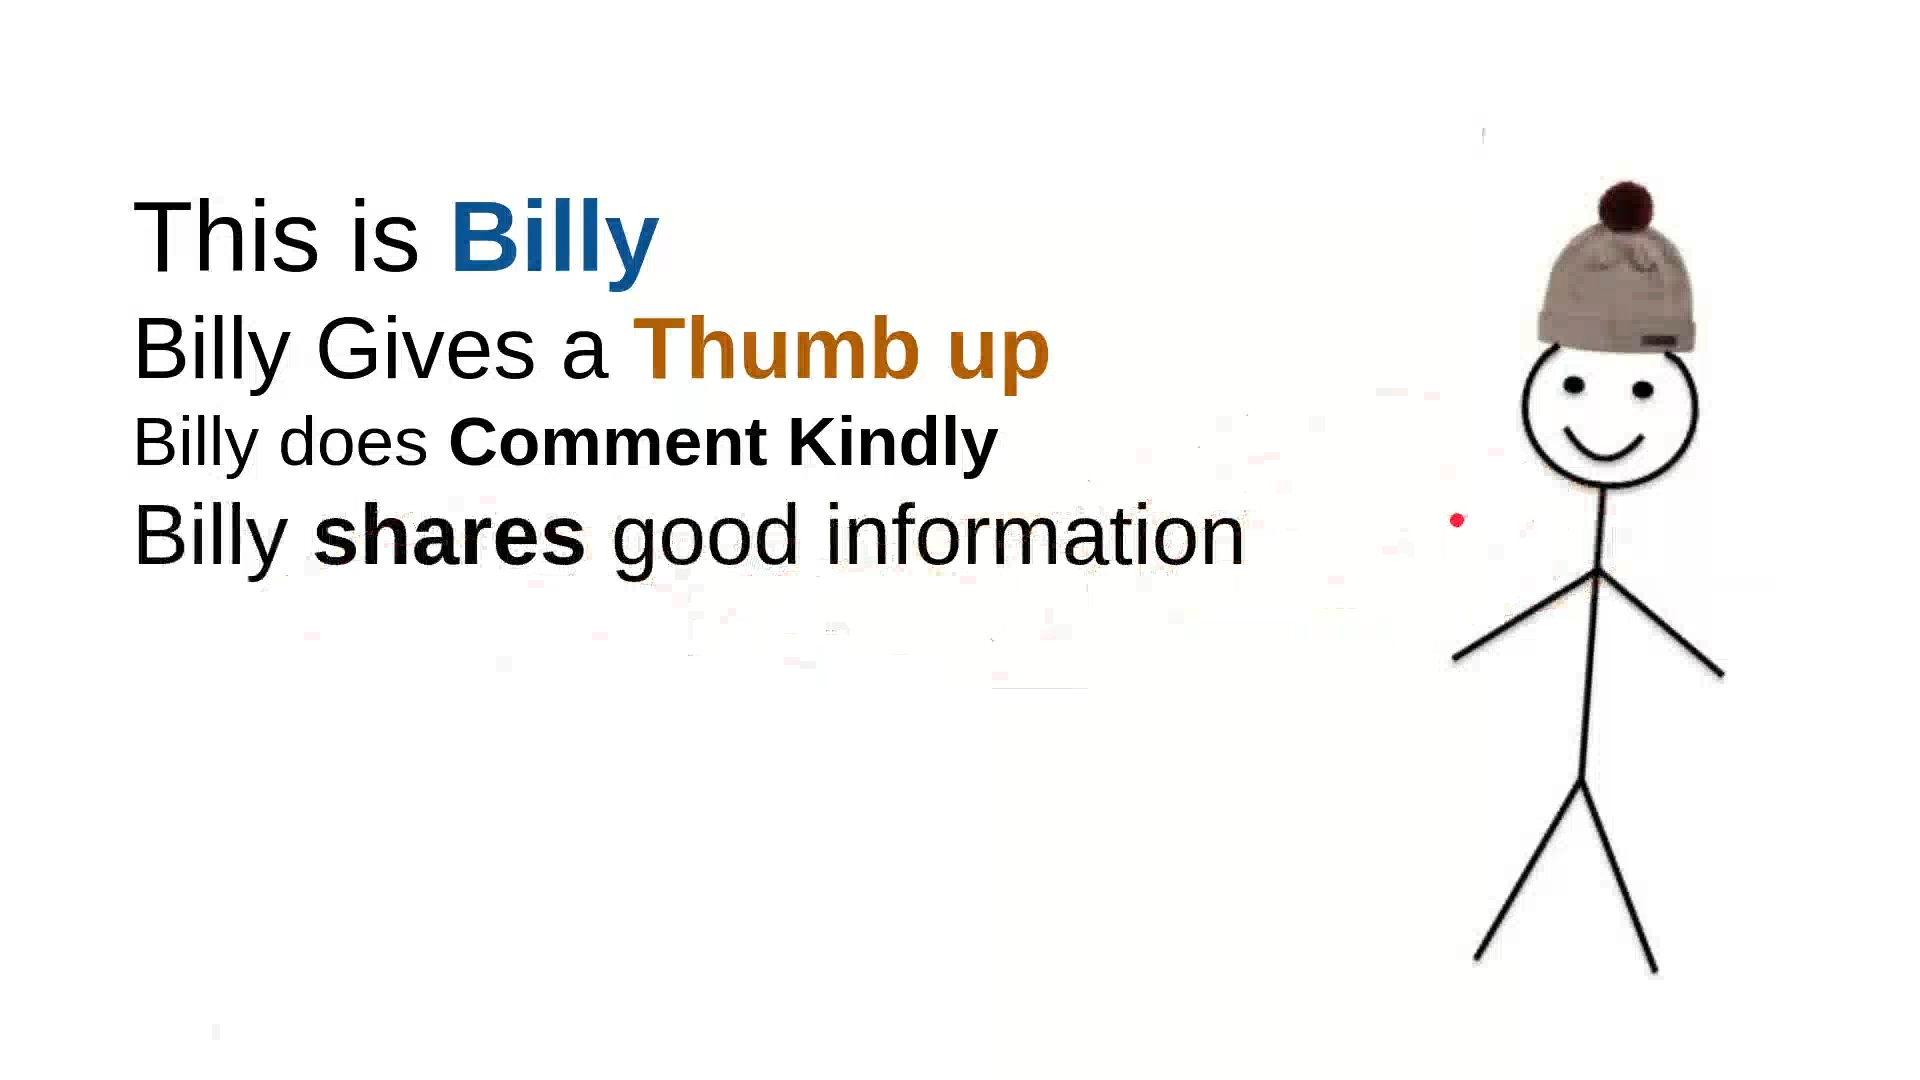 This is Billy
Billy Gives a Thumb up
Billy does Comment Kindly
Billy shares good information